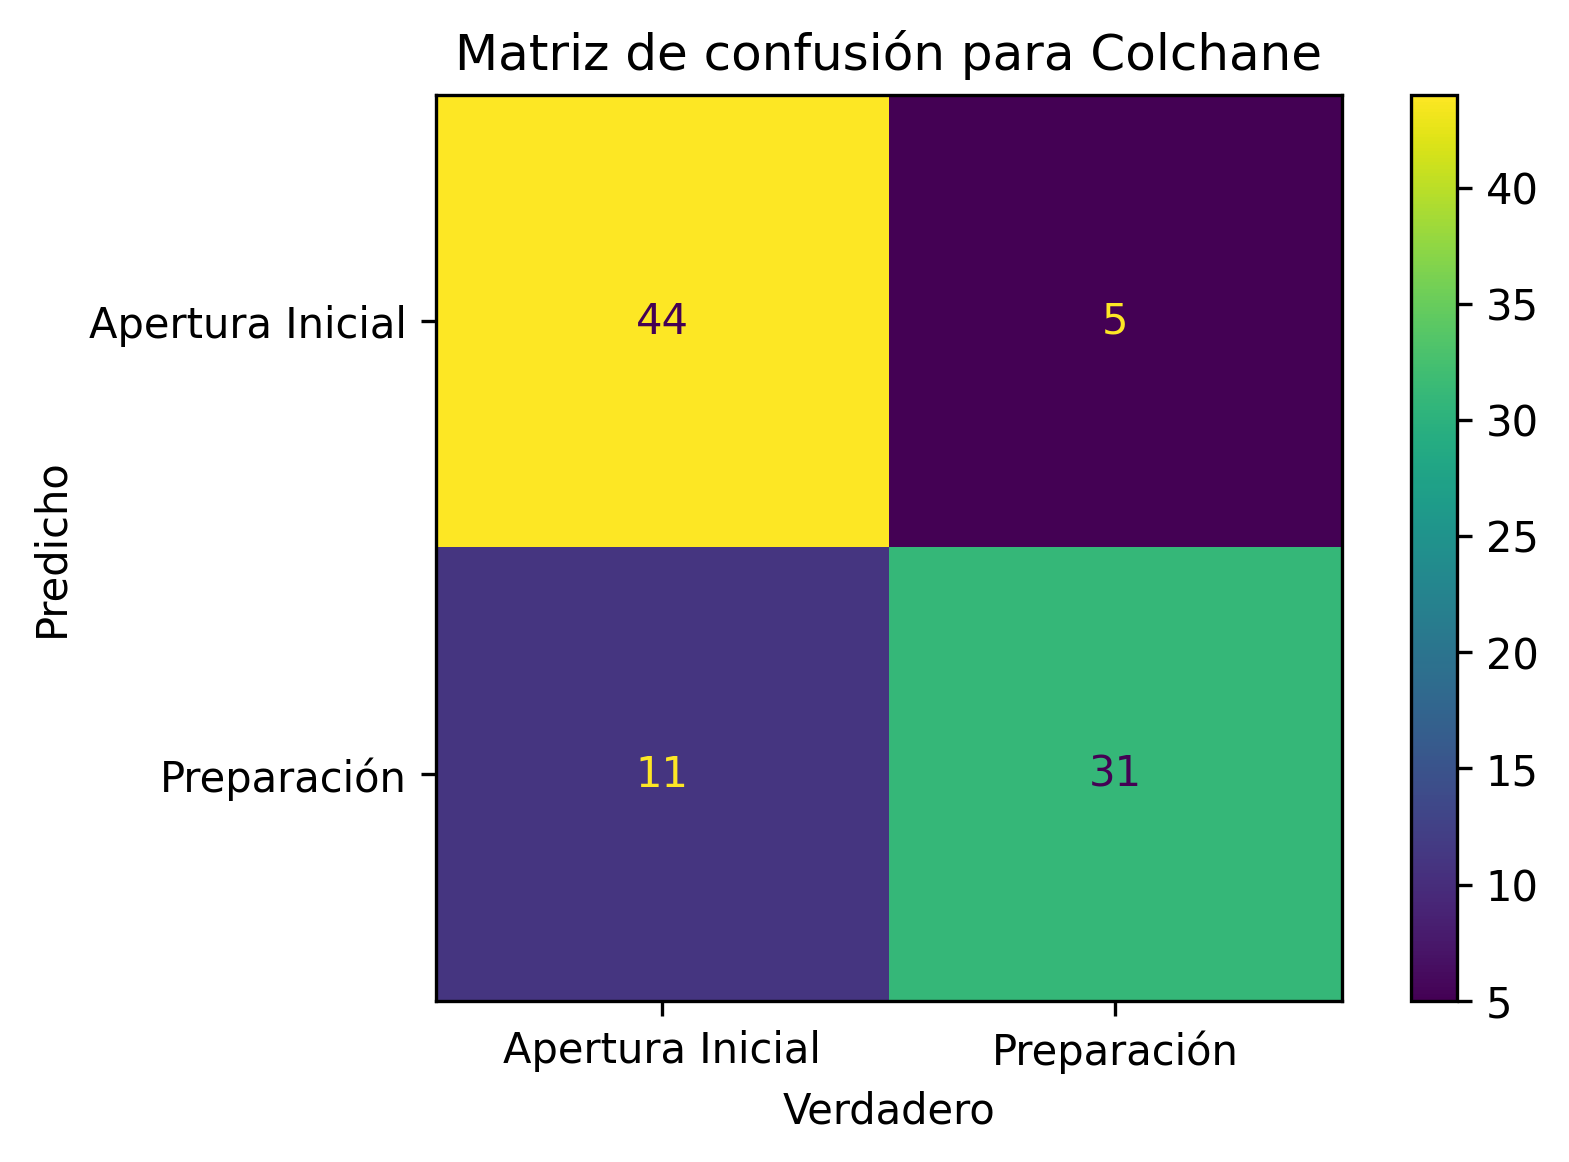 Matriz de confusión para Colchane
Predicho
Apertura Inicial
44
5
Preparación
11
31
Apertura Inicial
Preparación
Verdadero
40
35
30
25
20
15
10
5